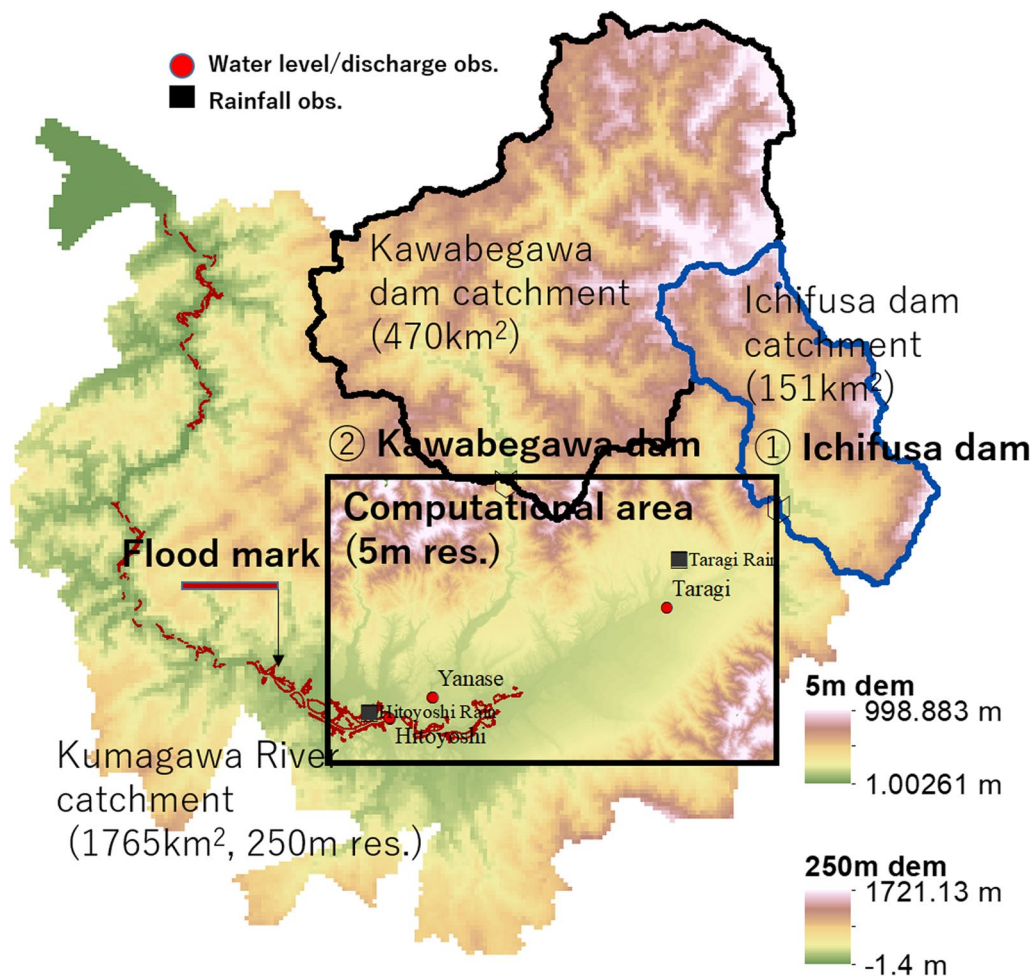 Water level/discharge obs.
Rainfall obs.
Kawabegawa
dam catchment
(470km²)
Ichifusa dam
catchment
(151km²)
② Kawabegawa dam
① Ichifusa dam
Computational area
(5m res.)
Flood mark
Taragi Rain
Taragi
Yanase
Hitoyoshi Rain
Hitoyoshi
Kumagawa River
catchment
(1765km², 250m res.)
5m dem
998.883 m
1.00261 m
250m dem
1721.13 m
-1.4 m